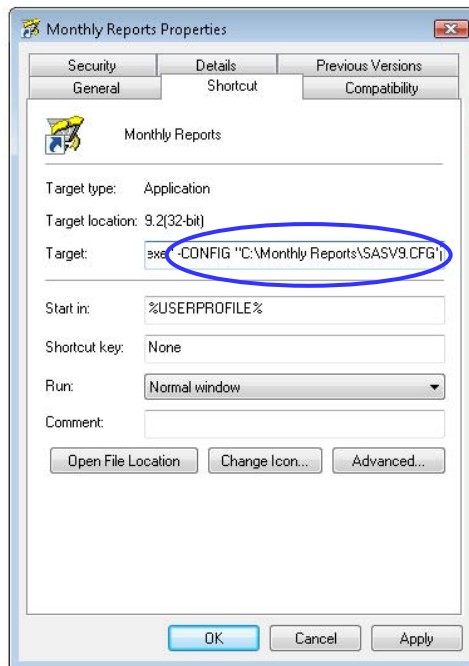 Monthly Reports Properties
Security Details Previous Versions
General Shortcut Compatibility
Monthly Reports
Target type: Application
Target location: 9.2(32-bit)
Target: exe" -CONFIG "C:\Monthly Reports\SASV9.CFG"
Start in: %USERPROFILE%
Shortcut key: None
Run: Normal window
Comment:
Open File Location Change Icon... Advanced...
OK Cancel Apply